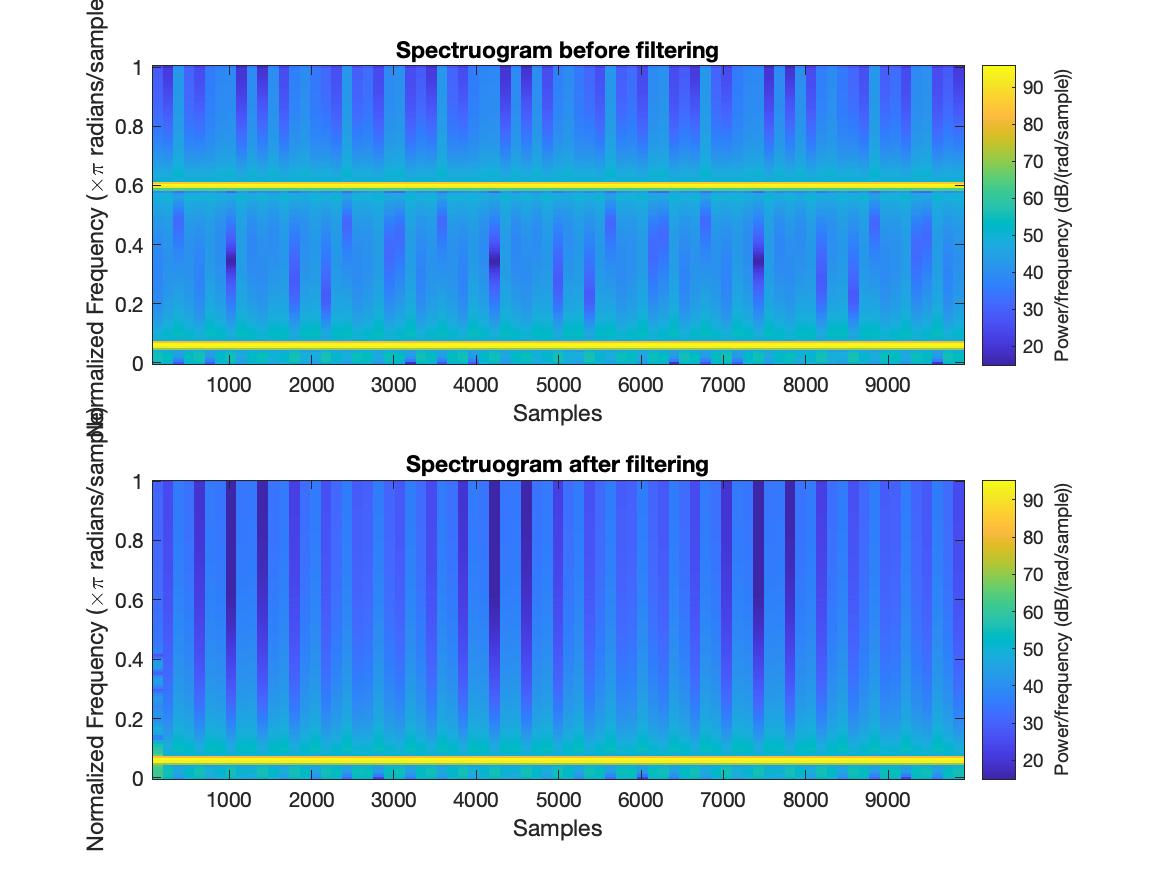 Spectruogram before filtering
Normalized Frequency (×π radians/sample)
1
0.8
0.6
0.4
0.2
0
1000 2000 3000 4000 5000 6000 7000 8000 9000
Samples
90
80
70
60
50
40
30
20
Power/frequency (dB/(rad/sample))
Spectruogram after filtering
Normalized Frequency (×π radians/sample)
1
0.8
0.6
0.4
0.2
0
1000 2000 3000 4000 5000 6000 7000 8000 9000
Samples
90
80
70
60
50
40
30
20
Power/frequency (dB/(rad/sample))